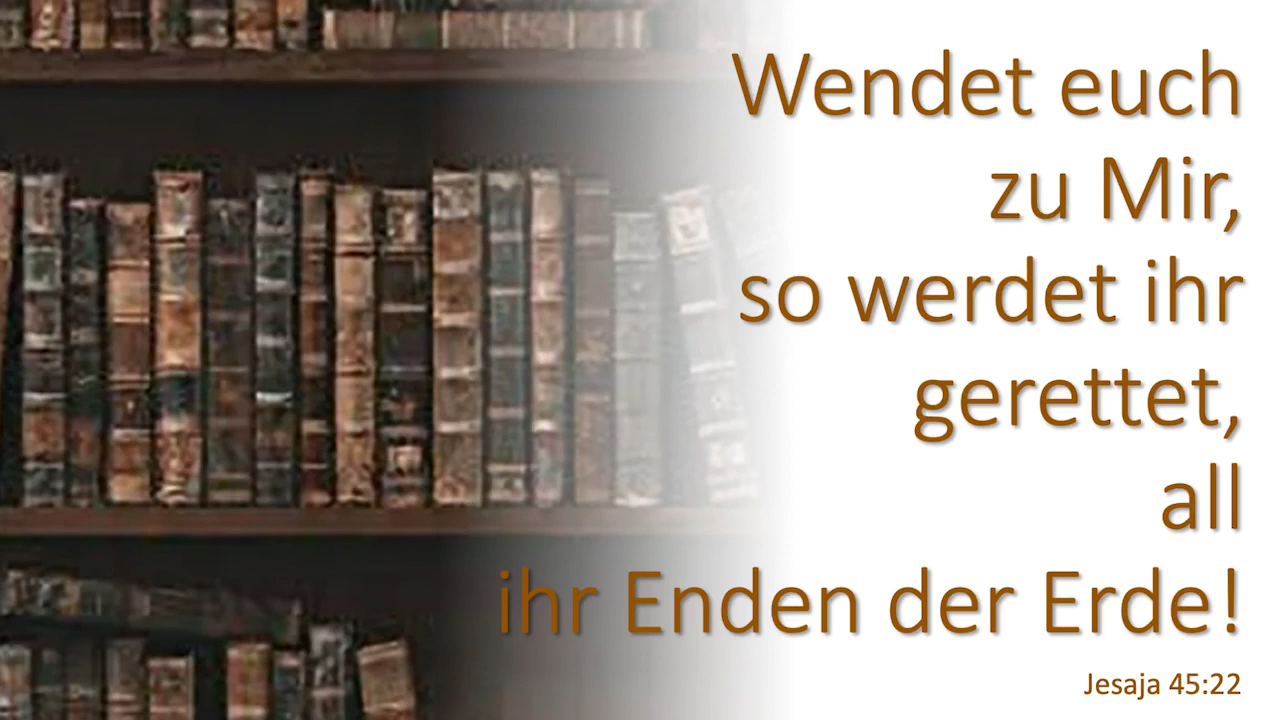 Wendet euch
zu Mir,
so werdet ihr
gerettet,
all
ihr Enden der Erde!
Jesaja 45:22